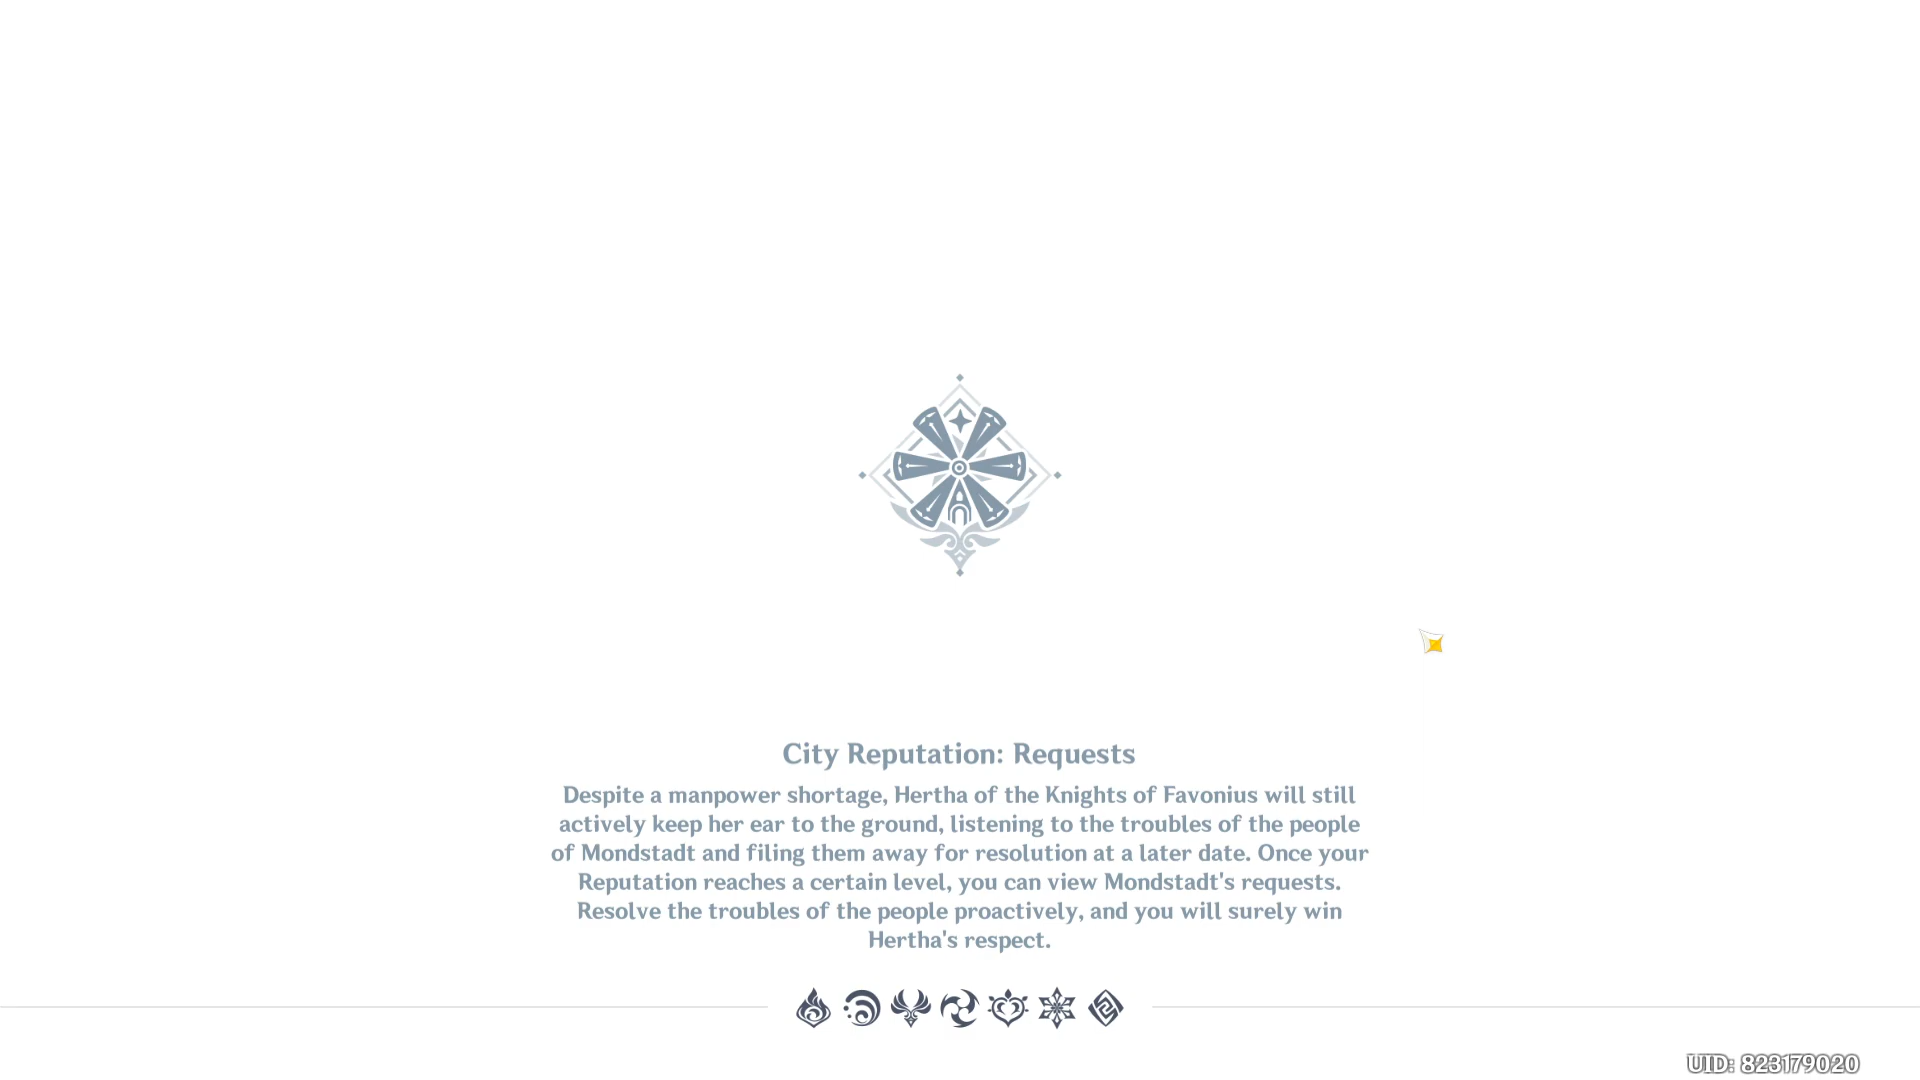 City Reputation: Requests
Despite a manpower shortage, Hertha of the Knights of Favonius will still
actively keep her ear to the ground, listening to the troubles of the people
of Mondstadt and filing them away for resolution at a later date. Once your
Reputation reaches a certain level, you can view Mondstadt's requests.
Resolve the troubles of the people proactively, and you will surely win
Hertha's respect.
UID: 823179020